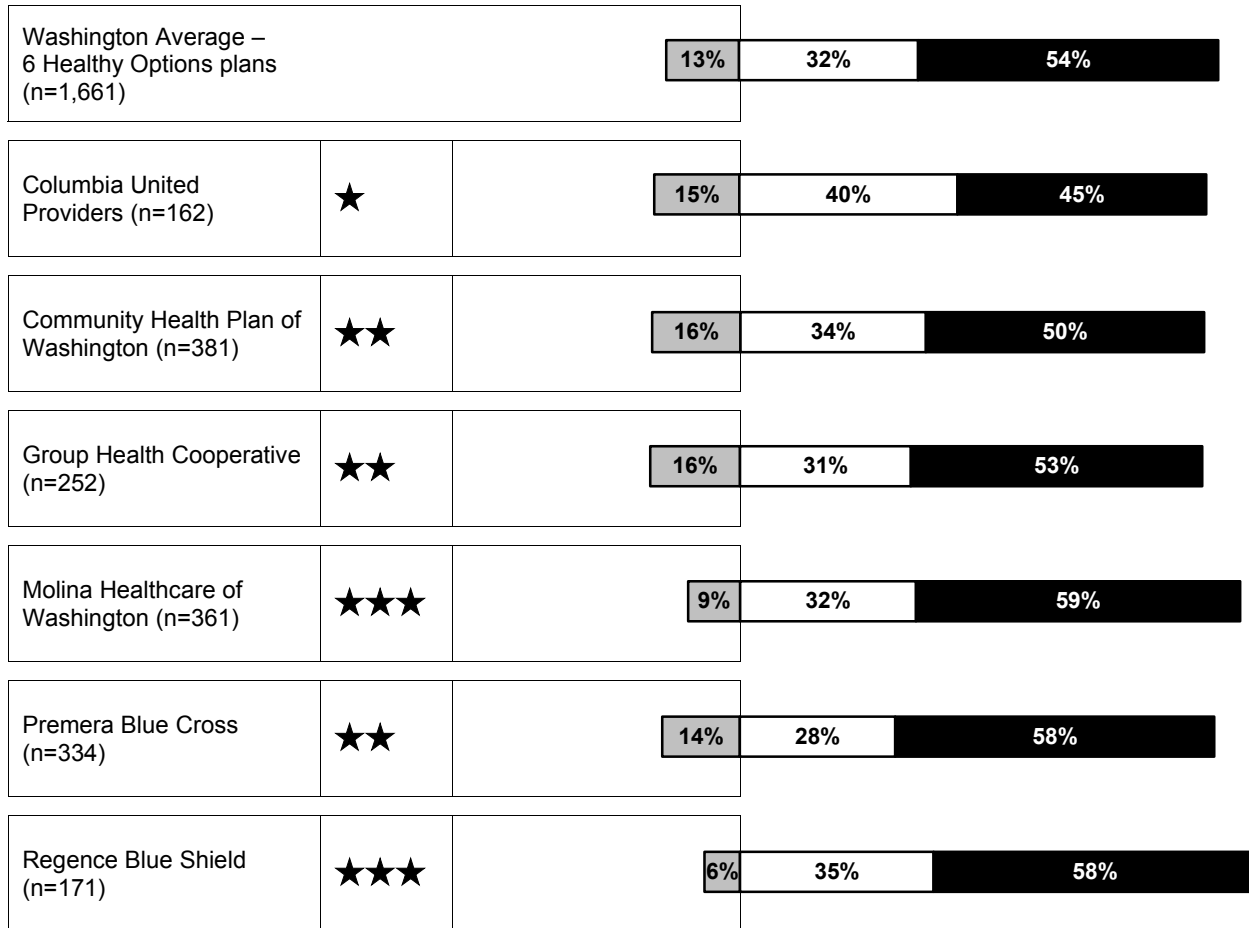 Washington Average –
6 Healthy Options plans
(n=1,661)
13% 32% 54%
Columbia United
Providers (n=162)
★
15% 40% 45%
Community Health Plan of
Washington (n=381)
★★
16% 34% 50%
Group Health Cooperative
(n=252)
★★
16% 31% 53%
Molina Healthcare of
Washington (n=361)
★★★
9% 32% 59%
Premera Blue Cross
(n=334)
★★
14% 28% 58%
Regence Blue Shield
(n=171)
★★★
6% 35% 58%